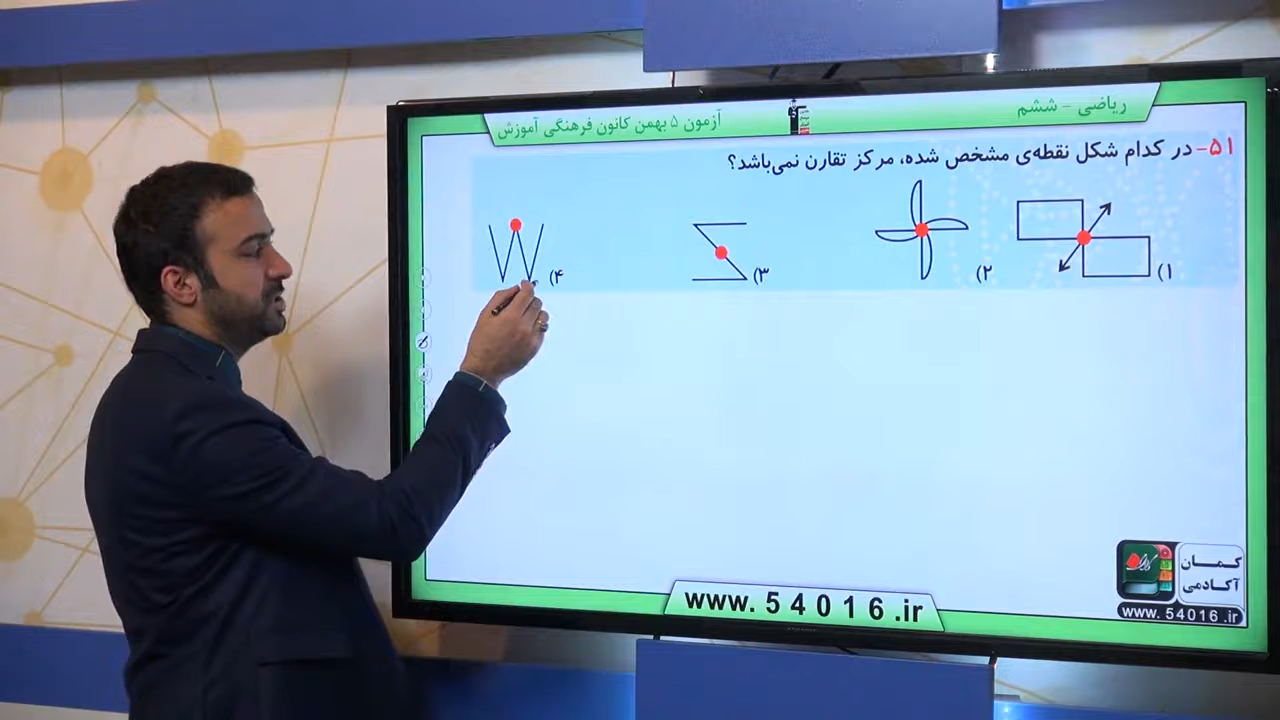 ریاضی - ششم
آزمون ۵ بهمن کانون فرهنگی آموزش
۵۱- در کدام شکل نقطه‌ی مشخص شده، مرکز تقارن نمی‌باشد؟
۱)
۲)
۳)
۴)
کمان
آکادمی
www. 54016 .ir
www. 5 4 0 1 6 .ir